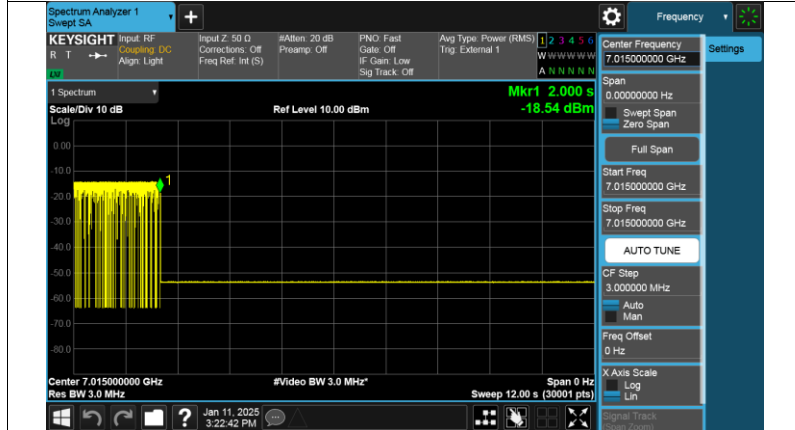 Spectrum Analyzer 1
Swept SA
Frequency
KEYSIGHT
R T
LXI
Input: RF
Coupling: DC
Align: Light
Input Z: 50 Ω
Corrections: Off
Freq Ref: Int (S)
#Atten: 20 dB
Preamp: Off
PNO: Fast
Gate: Off
IF Gain: Low
Sig Track: Off
Avg Type: Power (RMS)
Trig: External 1
1 2 3 4 5 6
W W W W W W
A N N N N N
1 Spectrum
Scale/Div 10 dB
Ref Level 10.00 dBm
Mkr1 2.000 s
-18.54 dBm
Log
0.00
-10.0
-20.0
-30.0
-40.0
-50.0
-60.0
-70.0
-80.0
1
Center 7.015000000 GHz
Res BW 3.0 MHz
#Video BW 3.0 MHz*
Span 0 Hz
Sweep 12.00 s (30001 pts)
Jan 11, 2025
3:22:42 PM
Center Frequency
7.015000000 GHz
Span
0.00000000 Hz
Swept Span
Zero Span
Full Span
Start Freq
7.015000000 GHz
Stop Freq
7.015000000 GHz
AUTO TUNE
CF Step
3.000000 MHz
Auto
Man
Freq Offset
0 Hz
X Axis Scale
Log
Lin
Signal Track
(Span Zoom)
Settings